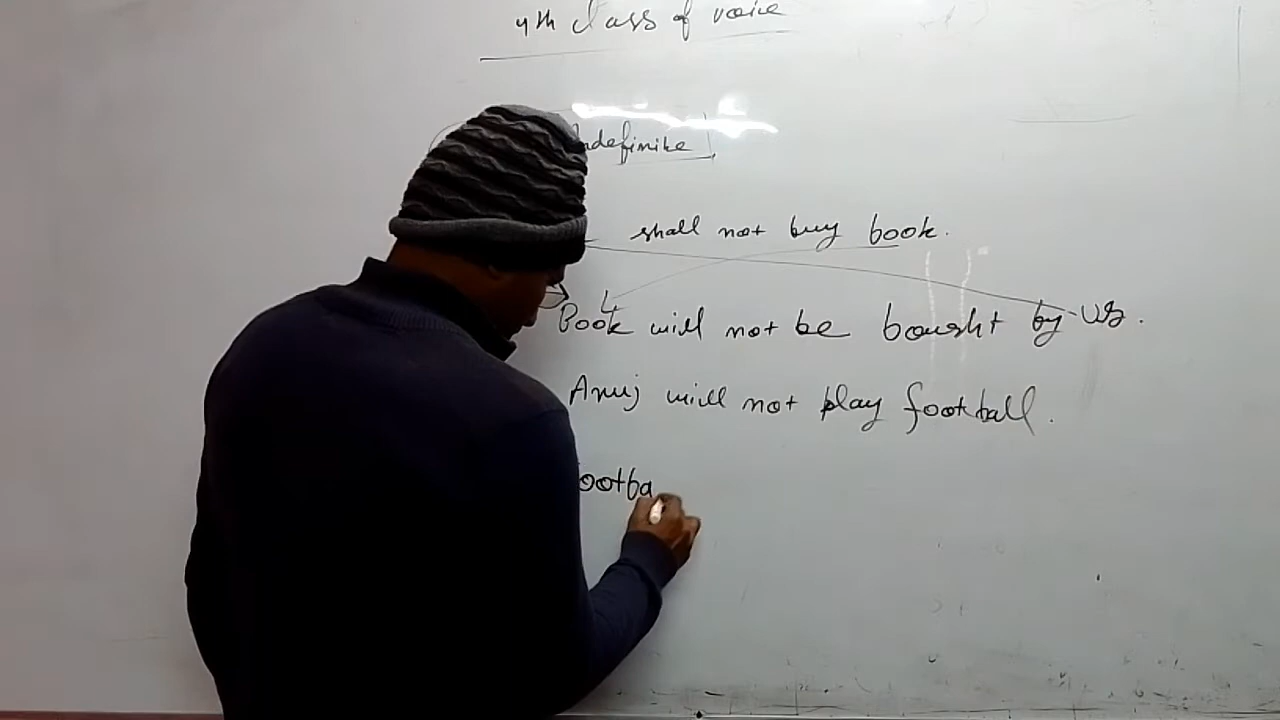 4th class of voice
Indefinite
shall not buy book.
Book will not be bought by us.
Anuj will not play football.
ootba